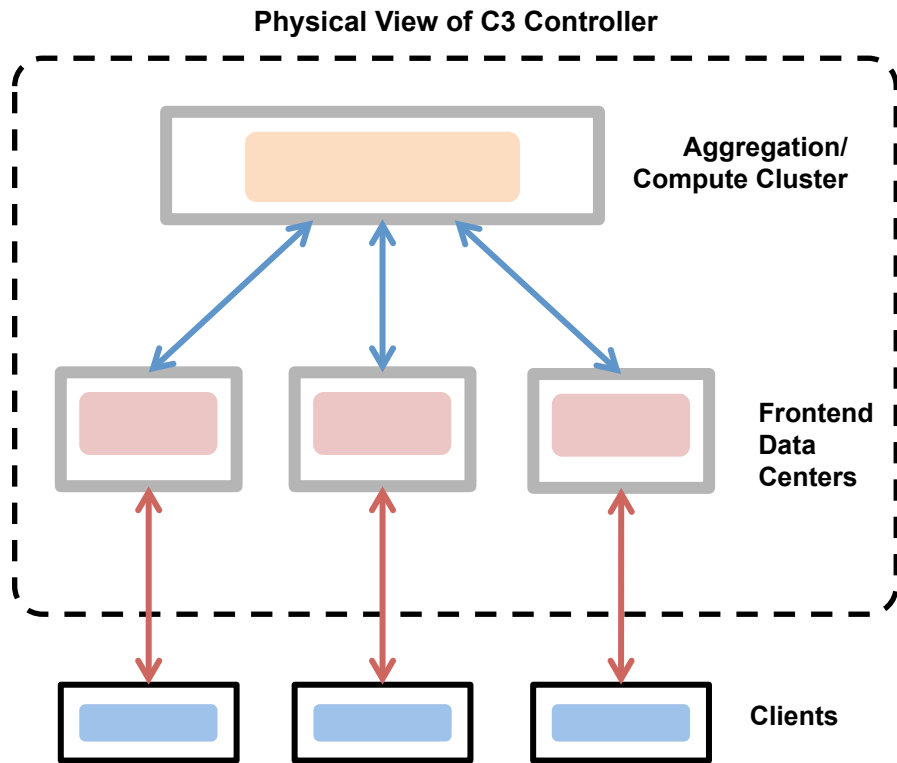 Physical View of C3 Controller
Aggregation/
Compute Cluster
Frontend
Data
Centers
Clients